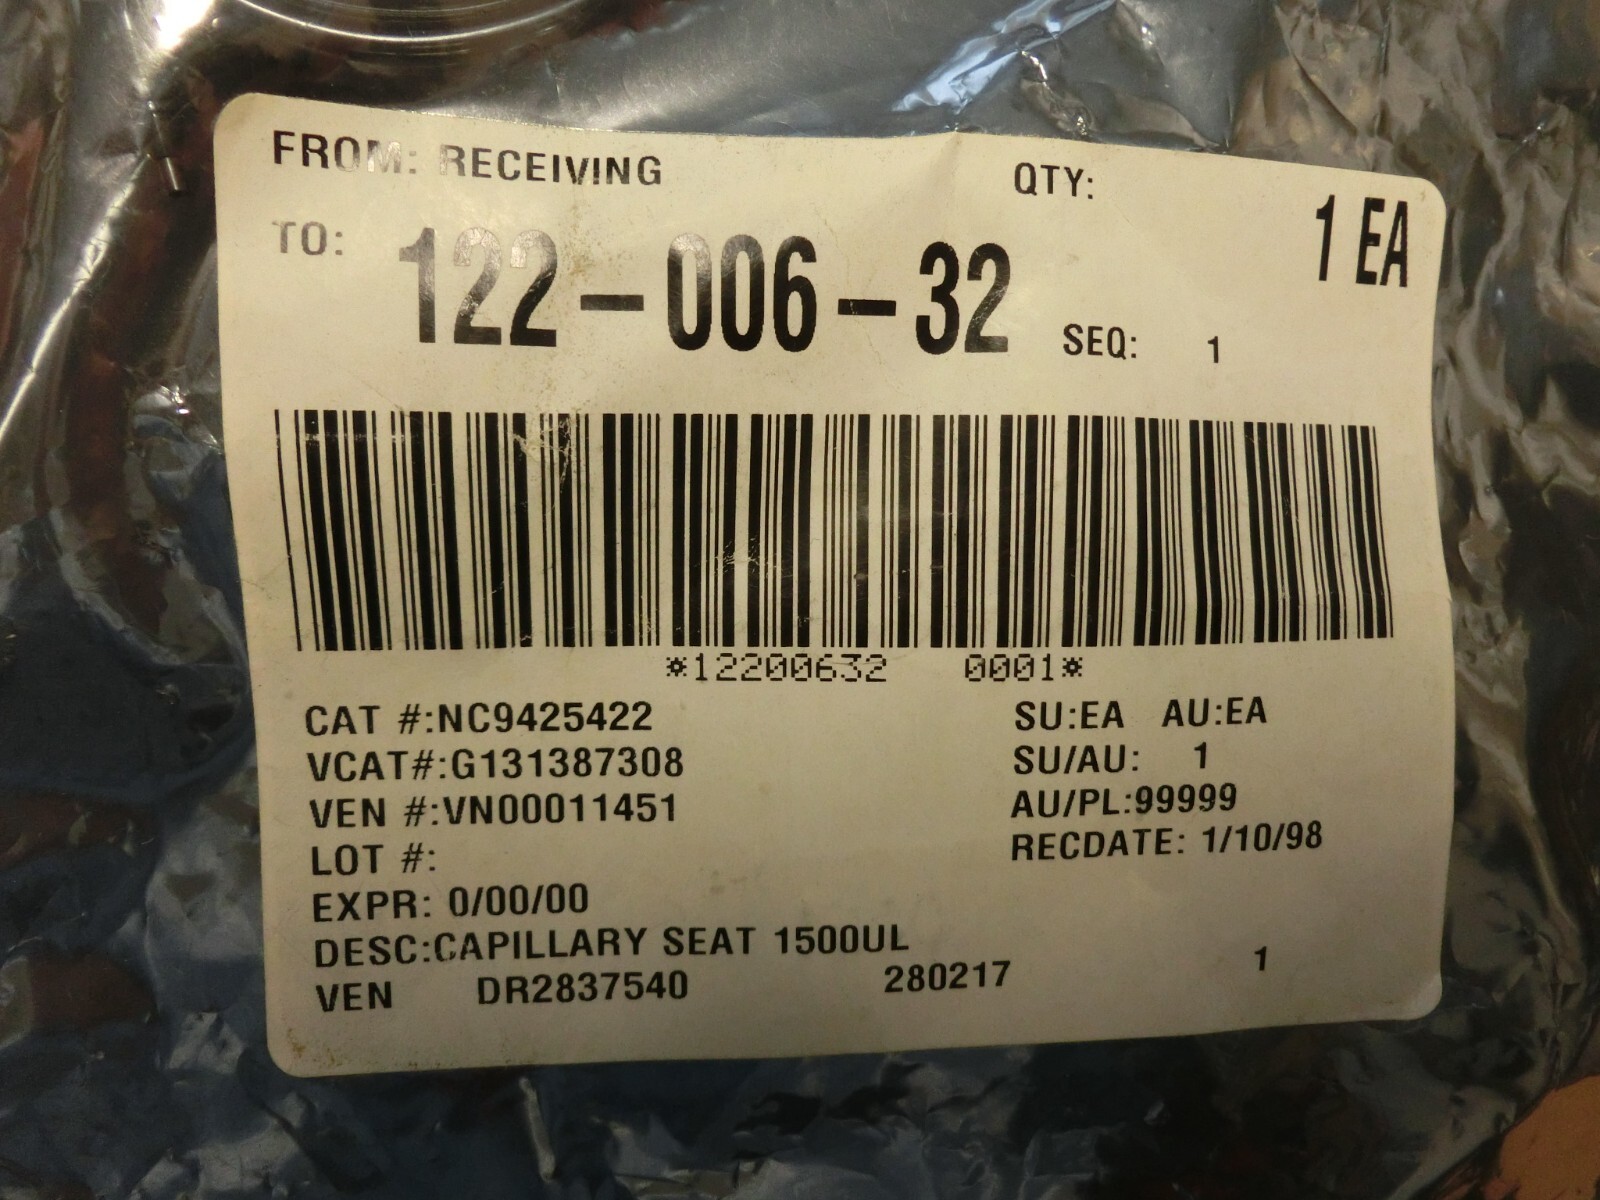 FROM: RECEIVING QTY: 1 EA
TO: 122-006-32 SEQ: 1
*12200632 0001*
CAT #:NC9425422 SU:EA AU:EA
VCAT#:G131387308 SU/AU: 1
VEN #:VN00011451 AU/PL:99999
LOT #: RECDATE: 1/10/98
EXPR: 0/00/00
DESC:CAPILLARY SEAT 1500UL
VEN DR2837540 280217 1